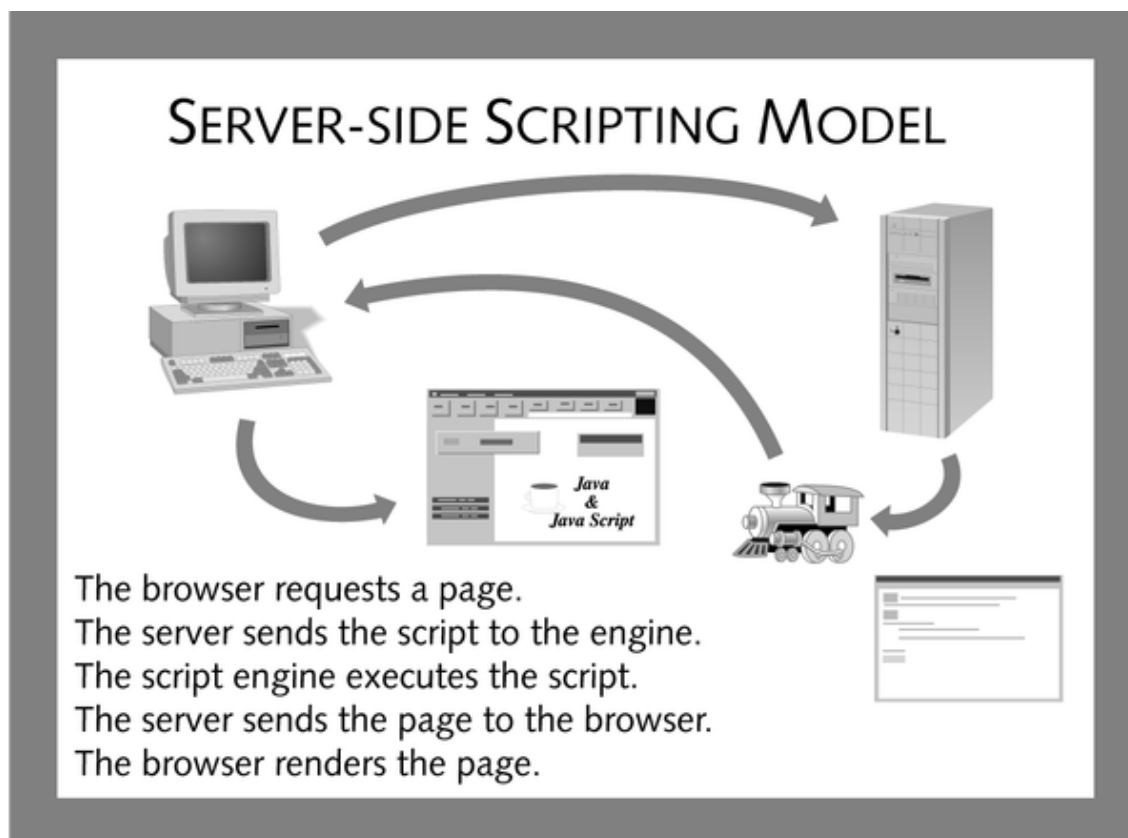 SERVER-SIDE SCRIPTING MODEL
Java
&
Java Script
The browser requests a page.
The server sends the script to the engine.
The script engine executes the script.
The server sends the page to the browser.
The browser renders the page.